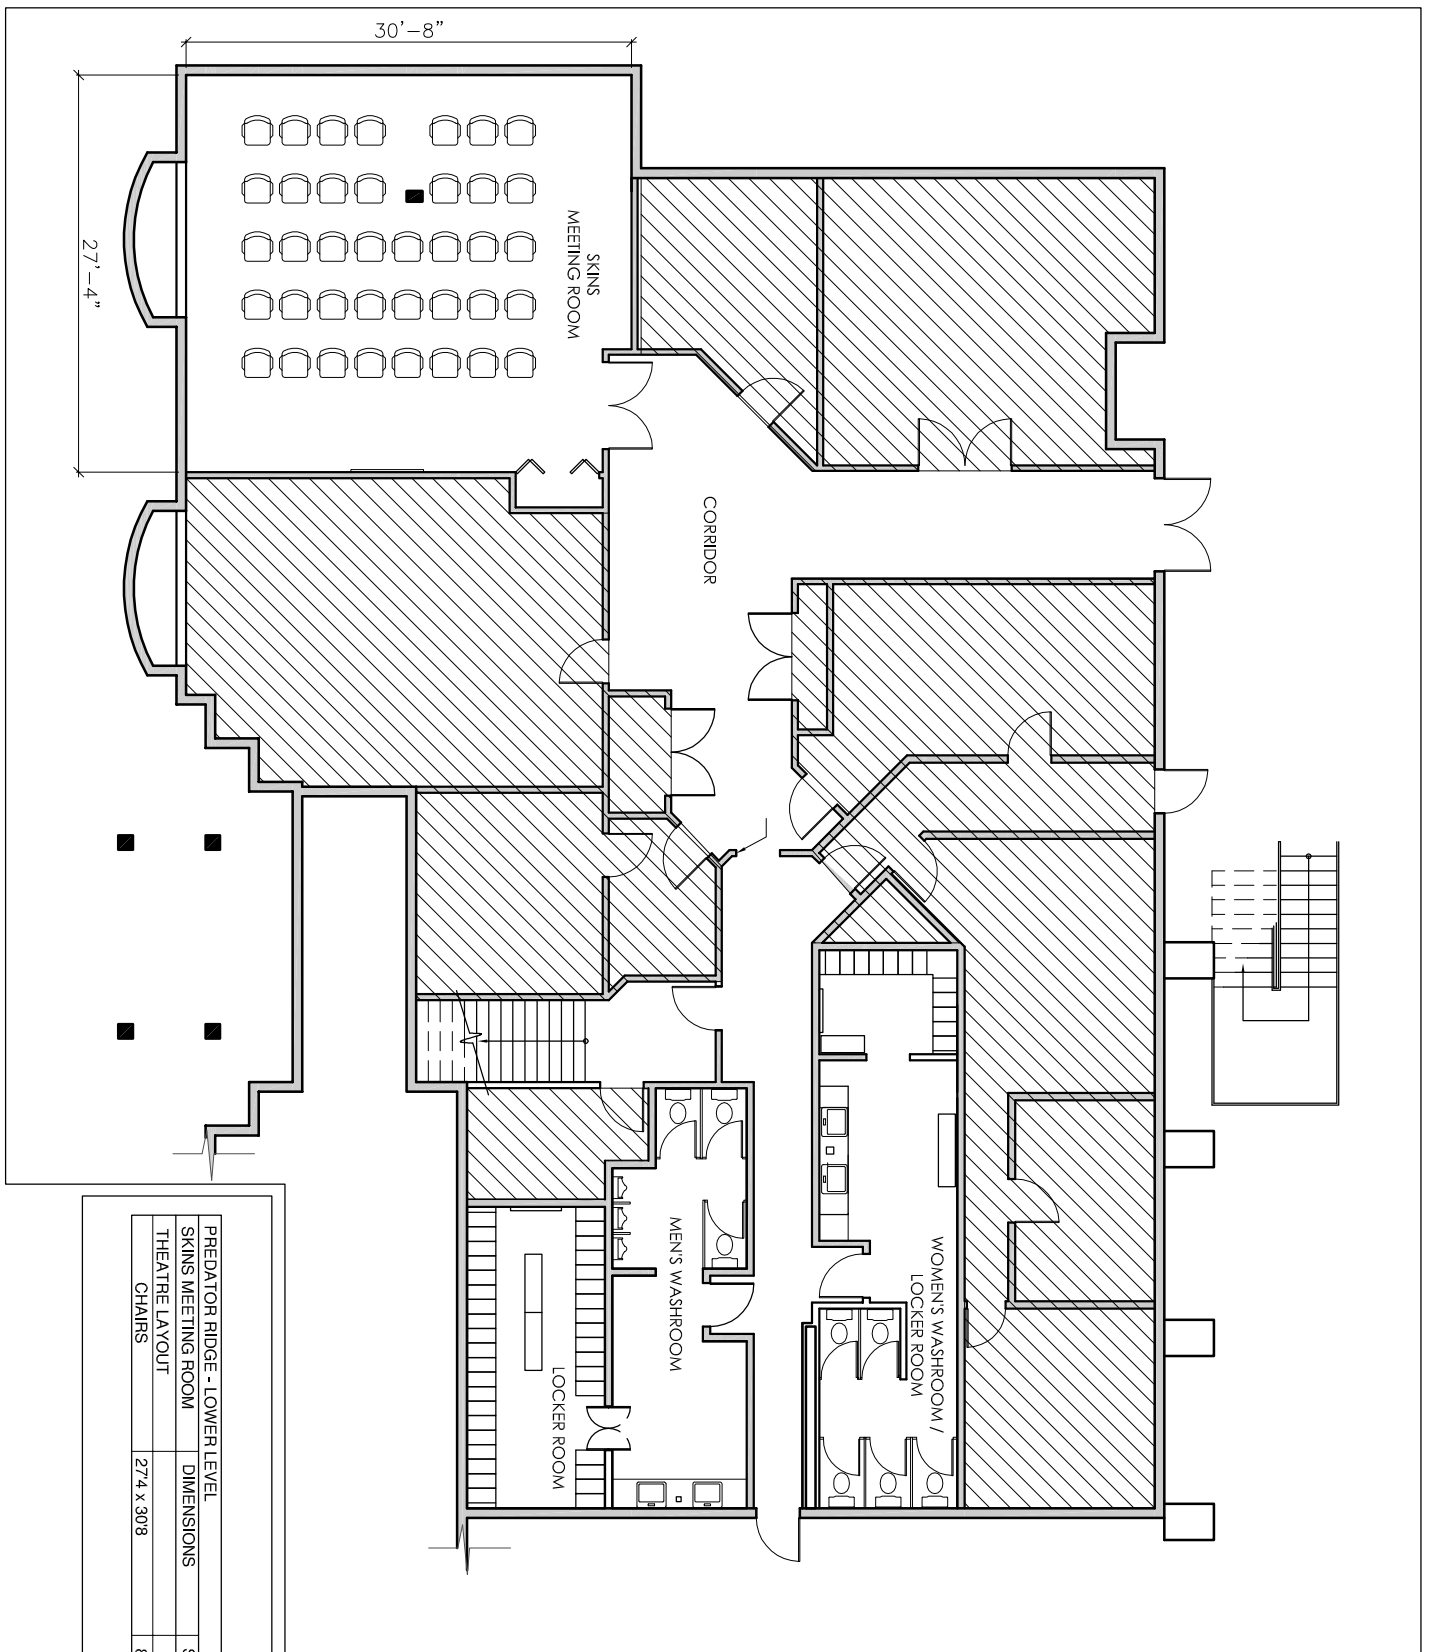 30'-8"
27'-4"
SKINS
MEETING ROOM
CORRIDOR
WOMEN'S WASHROOM /
LOCKER ROOM
MEN'S WASHROOM
LOCKER ROOM
PREDATOR RIDGE - LOWER LEVEL
SKINS MEETING ROOM DIMENSIONS
THEATRE LAYOUT
CHAIRS 27'4 x 30'8